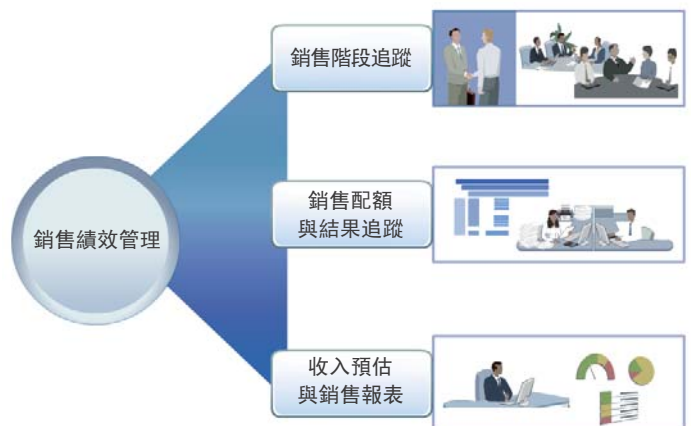 銷售階段追蹤
銷售配額
與結果追蹤
銷售績效管理
收入預估
與銷售報表